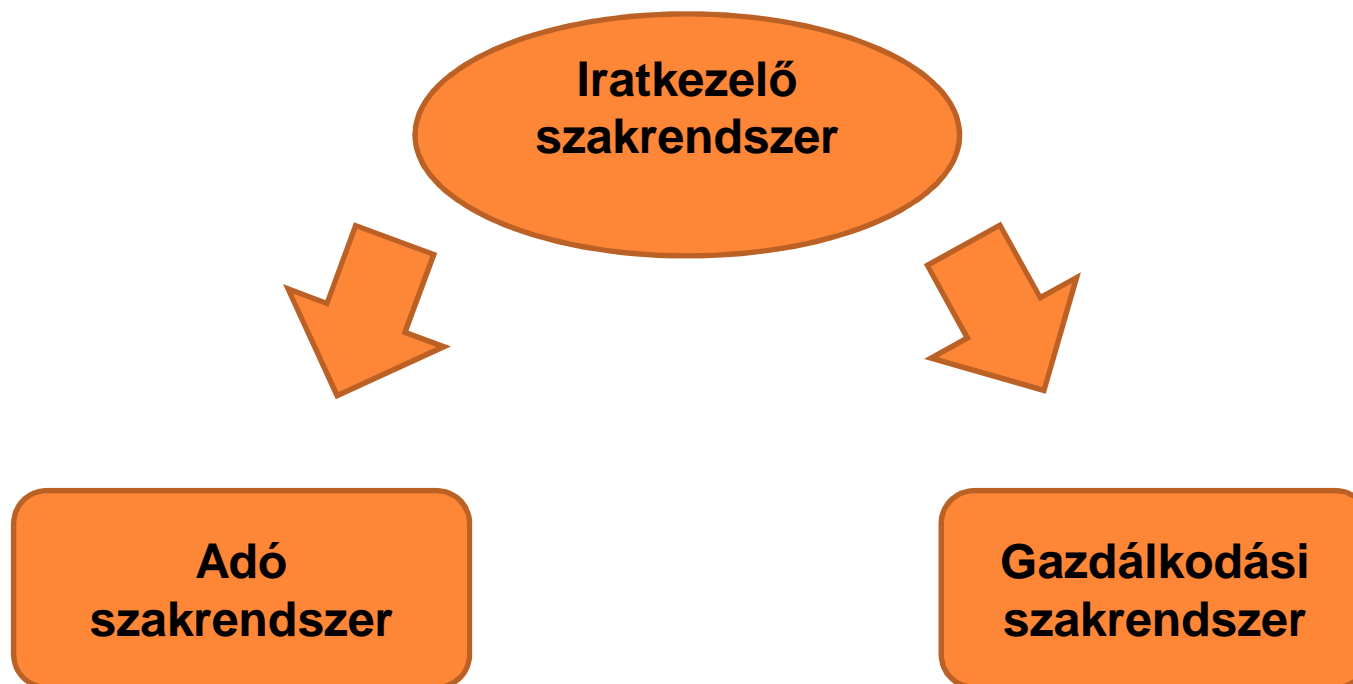 Iratkezelő
szakrendszer
Adó
szakrendszer
Gazdálkodási
szakrendszer